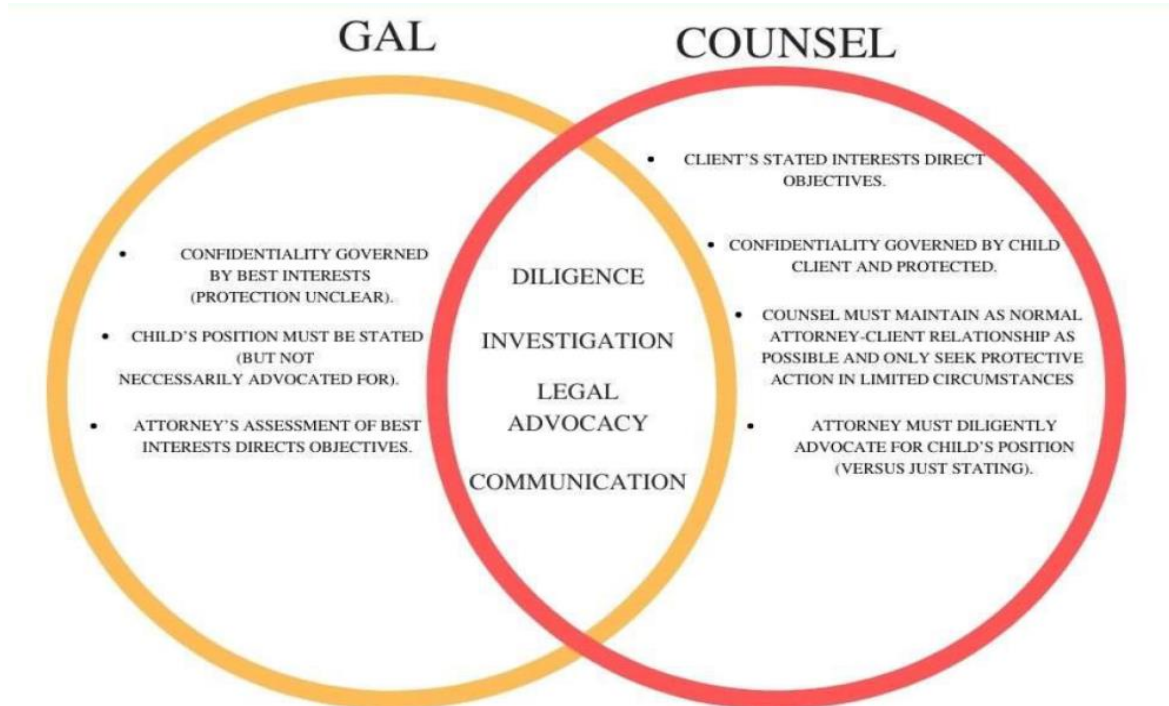 GAL
COUNSEL
• CONFIDENTIALITY GOVERNED
BY BEST INTERESTS
(PROTECTION UNCLEAR).
• CHILD'S POSITION MUST BE STATED
(BUT NOT
NECCESSARILY ADVOCATED FOR).
• ATTORNEY'S ASSESSMENT OF BEST
INTERESTS DIRECTS OBJECTIVES.
DILIGENCE
INVESTIGATION
LEGAL
ADVOCACY
COMMUNICATION
• CLIENT'S STATED INTERESTS DIRECT
OBJECTIVES.
• CONFIDENTIALITY GOVERNED BY CHILD
CLIENT AND PROTECTED.
• COUNSEL MUST MAINTAIN AS NORMAL
ATTORNEY-CLIENT RELATIONSHIP AS
POSSIBLE AND ONLY SEEK PROTECTIVE
ACTION IN LIMITED CIRCUMSTANCES
• ATTORNEY MUST DILIGENTLY
ADVOCATE FOR CHILD'S POSITION
(VERSUS JUST STATING).